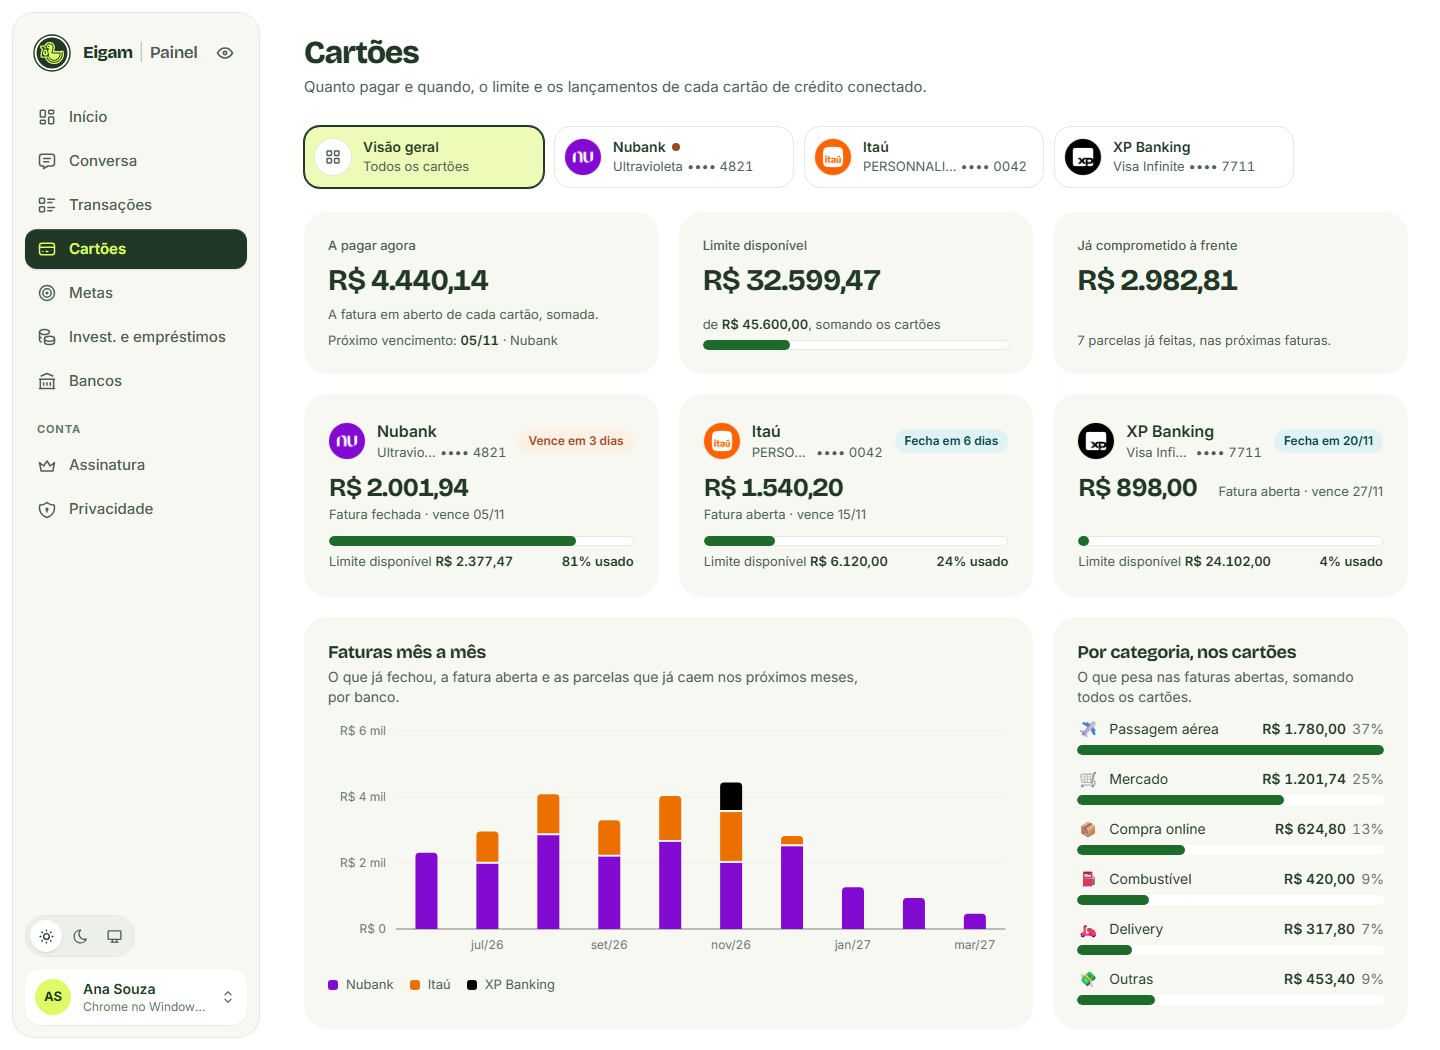 Eigam | Painel
Início
Conversa
Transações
Cartões
Metas
Invest. e empréstimos
Bancos
CONTA
Assinatura
Privacidade
AS
Ana Souza
Chrome no Window...
Cartões
Quanto pagar e quando, o limite e os lançamentos de cada cartão de crédito conectado.
Visão geral
Todos os cartões
nu
Nubank
Ultravioleta •••• 4821
itaú
Itaú
PERSONNALI... •••• 0042
xp
XP Banking
Visa Infinite •••• 7711
A pagar agora
R$ 4.440,14
A fatura em aberto de cada cartão, somada.
Próximo vencimento: 05/11 · Nubank
Limite disponível
R$ 32.599,47
de R$ 45.600,00, somando os cartões
Já comprometido à frente
R$ 2.982,81
7 parcelas já feitas, nas próximas faturas.
nu
Nubank
Ultravio... •••• 4821
Vence em 3 dias
R$ 2.001,94
Fatura fechada · vence 05/11
Limite disponível R$ 2.377,47
81% usado
itaú
Itaú
PERSO... •••• 0042
Fecha em 6 dias
R$ 1.540,20
Fatura aberta · vence 15/11
Limite disponível R$ 6.120,00
24% usado
xp
XP Banking
Visa Infi... •••• 7711
Fecha em 20/11
R$ 898,00
Fatura aberta · vence 27/11
Limite disponível R$ 24.102,00
4% usado
Faturas mês a mês
O que já fechou, a fatura aberta e as parcelas que já caem nos próximos meses,
por banco.
R$ 6 mil
R$ 4 mil
R$ 2 mil
R$ 0
jul/26
set/26
nov/26
jan/27
mar/27
Nubank
Itaú
XP Banking
Por categoria, nos cartões
O que pesa nas faturas abertas, somando
todos os cartões.
Passagem aérea R$ 1.780,00 37%
Mercado R$ 1.201,74 25%
Compra online R$ 624,80 13%
Combustível R$ 420,00 9%
Delivery R$ 317,80 7%
Outras R$ 453,40 9%